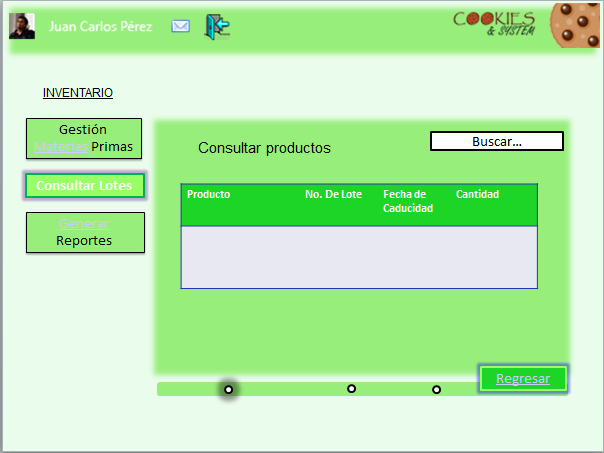 Juan Carlos Pérez
COOKIES
& SYSTEM
INVENTARIO
Gestión
Materias Primas
Consultar Lotes
Generar
Reportes
Consultar productos
Buscar...
Producto No. De Lote Fecha de Caducidad Cantidad
Regresar